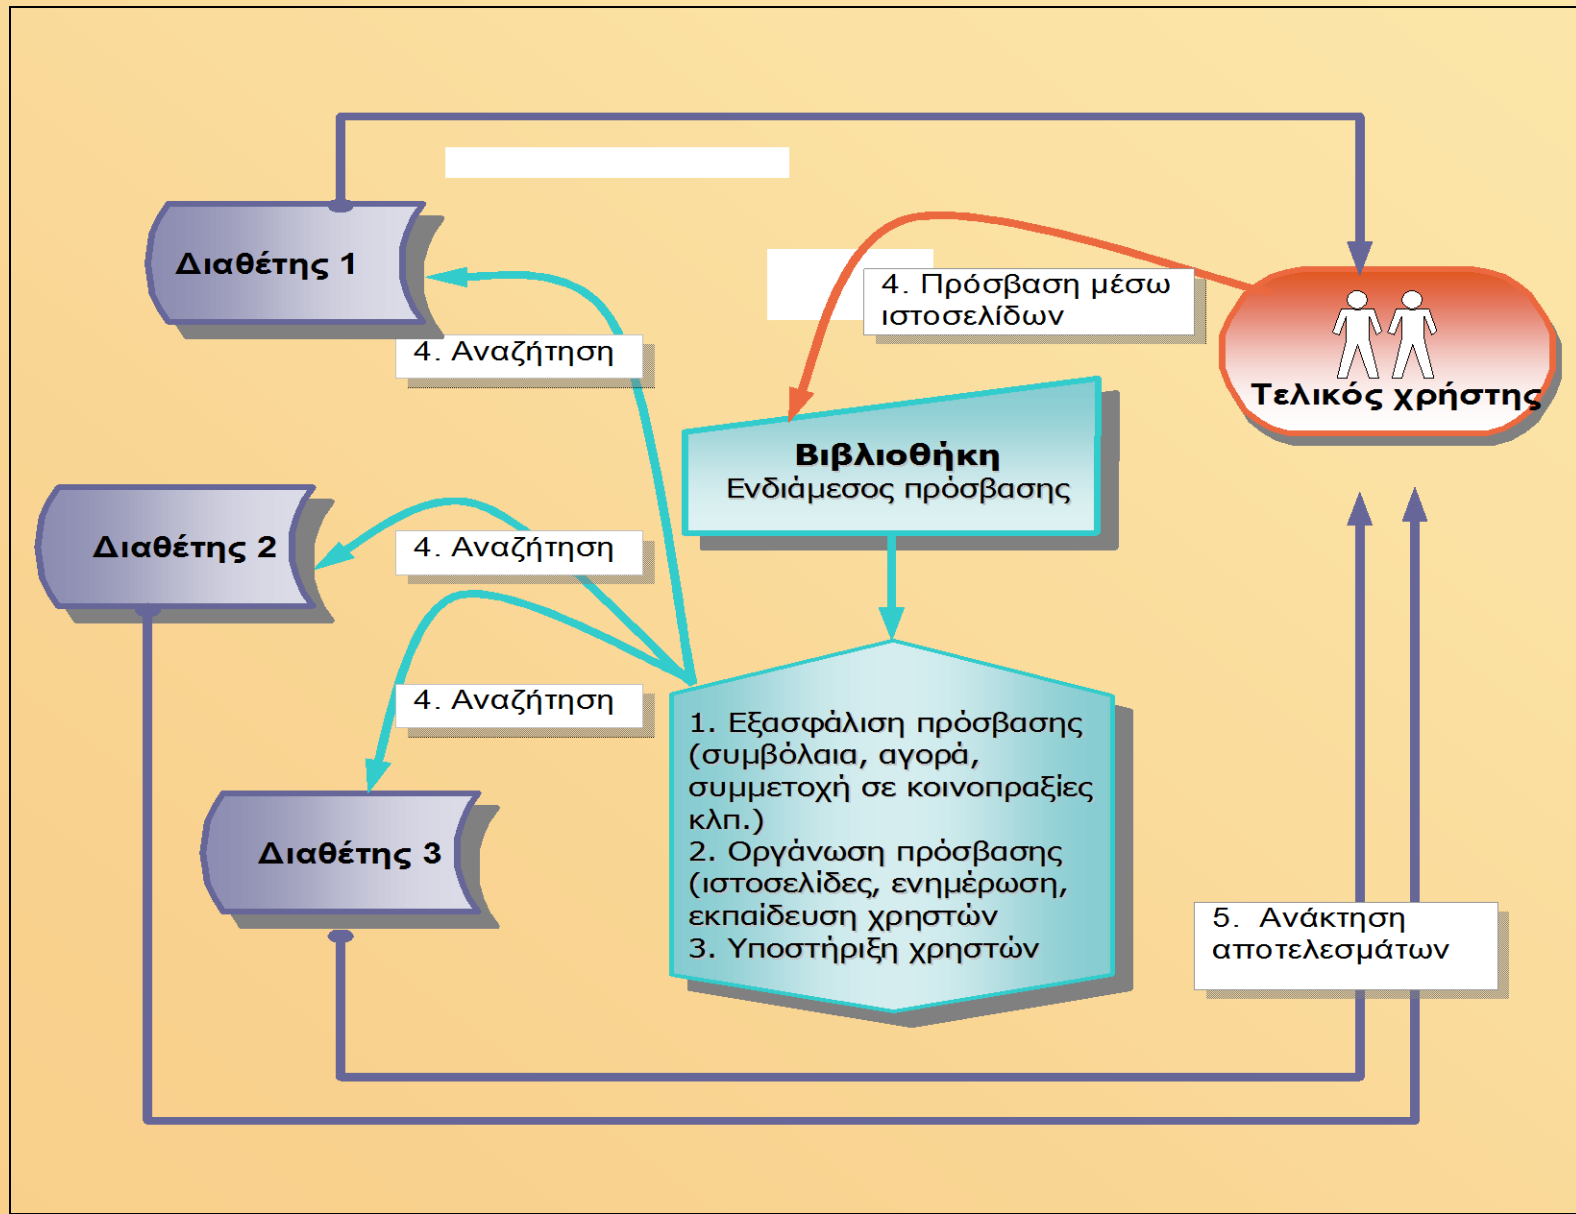 Διαθέτης 1
4. Πρόσβαση μέσω
ιστοσελίδων
4. Αναζήτηση
Τελικός χρήστης
Βιβλιοθήκη
Ενδιάμεσος πρόσβασης
Διαθέτης 2
4. Αναζήτηση
4. Αναζήτηση
1. Εξασφάλιση πρόσβασης
(συμβόλαια, αγορά,
συμμετοχή σε κοινοπραξίες
κλπ.)
2. Οργάνωση πρόσβασης
(ιστοσελίδες, ενημέρωση,
εκπαίδευση χρηστών
3. Υποστήριξη χρηστών
Διαθέτης 3
5. Ανάκτηση
αποτελεσμάτων